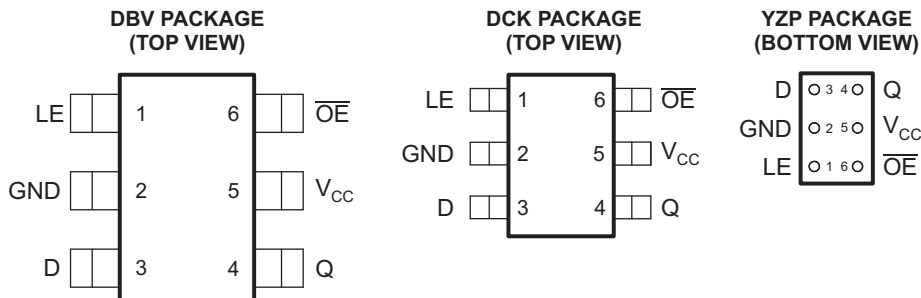 DBV PACKAGE
(TOP VIEW)
LE 1 6 OE
GND 2 5 VCC
D 3 4 Q
DCK PACKAGE
(TOP VIEW)
LE 1 6 OE
GND 2 5 VCC
D 3 4 Q
YZP PACKAGE
(BOTTOM VIEW)
D 3 4 Q
GND 2 5 VCC
LE 1 6 OE